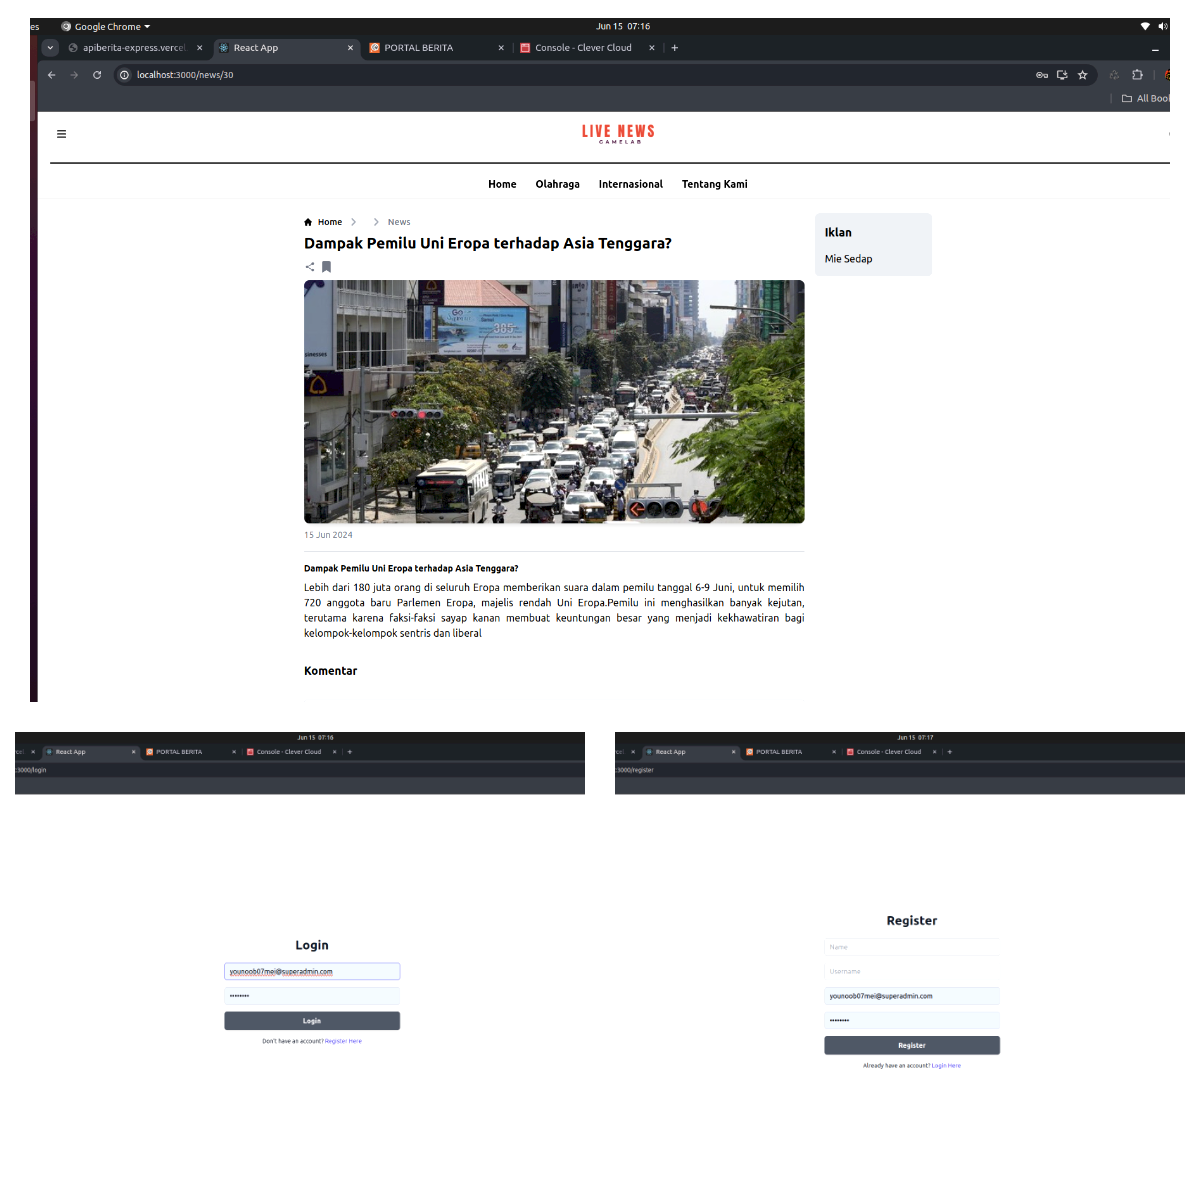 es Google Chrome Jun 15 07:16
apiberita-express.vercel React App PORTAL BERITA Console - Clever Cloud
localhost:3000/news/30
All Boo
LIVE NEWS
GAMELAB
Home Olahraga Internasional Tentang Kami
Home News
Iklan
Mie Sedap
Dampak Pemilu Uni Eropa terhadap Asia Tenggara?
385
15 Jun 2024
Dampak Pemilu Uni Eropa terhadap Asia Tenggara?
Lebih dari 180 juta orang di seluruh Eropa memberikan suara dalam pemilu tanggal 6-9 Juni, untuk memilih
720 anggota baru Parlemen Eropa, majelis rendah Uni Eropa.Pemilu ini menghasilkan banyak kejutan,
terutama karena faksi-faksi sayap kanan membuat keuntungan besar yang menjadi kekhawatiran bagi
kelompok-kelompok sentris dan liberal
Komentar
Jun 15 07:16
React App PORTAL BERITA Console - Clever Cloud
:3000/login
Login
younoob07mei@superadmin.com
••••••••
Login
Don't have an account? Register Here
Jun 15 07:17
React App PORTAL BERITA Console - Clever Cloud
:3000/register
Register
Name
Username
younoob07mei@superadmin.com
••••••••
Register
Already have an account? Login Here